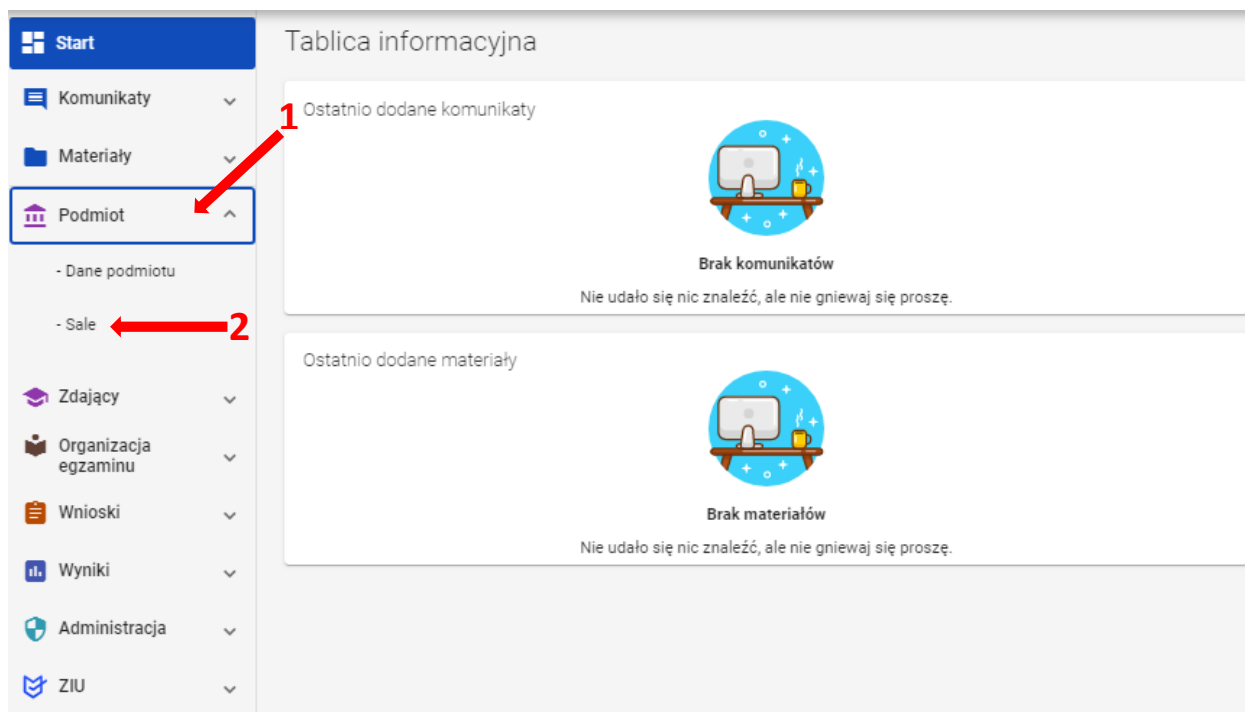 Start
Komunikaty
Materiały
Podmiot
- Dane podmiotu
- Sale
Zdający
Organizacja
egzaminu
Wnioski
Wyniki
Administracja
ZIU
1
2
Tablica informacyjna
Ostatnio dodane komunikaty
Brak komunikatów
Nie udało się nic znaleźć, ale nie gniewaj się proszę.
Ostatnio dodane materiały
Brak materiałów
Nie udało się nic znaleźć, ale nie gniewaj się proszę.